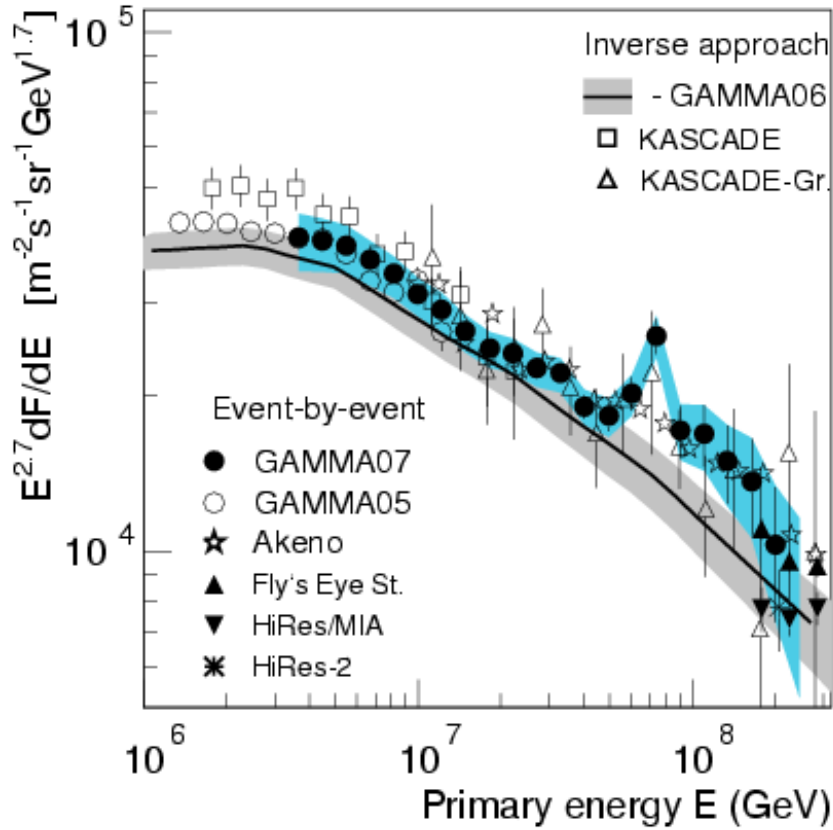 10^5
E^2.7dF/dE [m^-2s^-1sr^-1GeV^1.7]
10^4
Inverse approach
- GAMMA06
KASCADE
KASCADE-Gr.
Event-by-event
GAMMA07
GAMMA05
Akeno
Fly's Eye St.
HiRes/MIA
HiRes-2
10^6
10^7
10^8
Primary energy E (GeV)